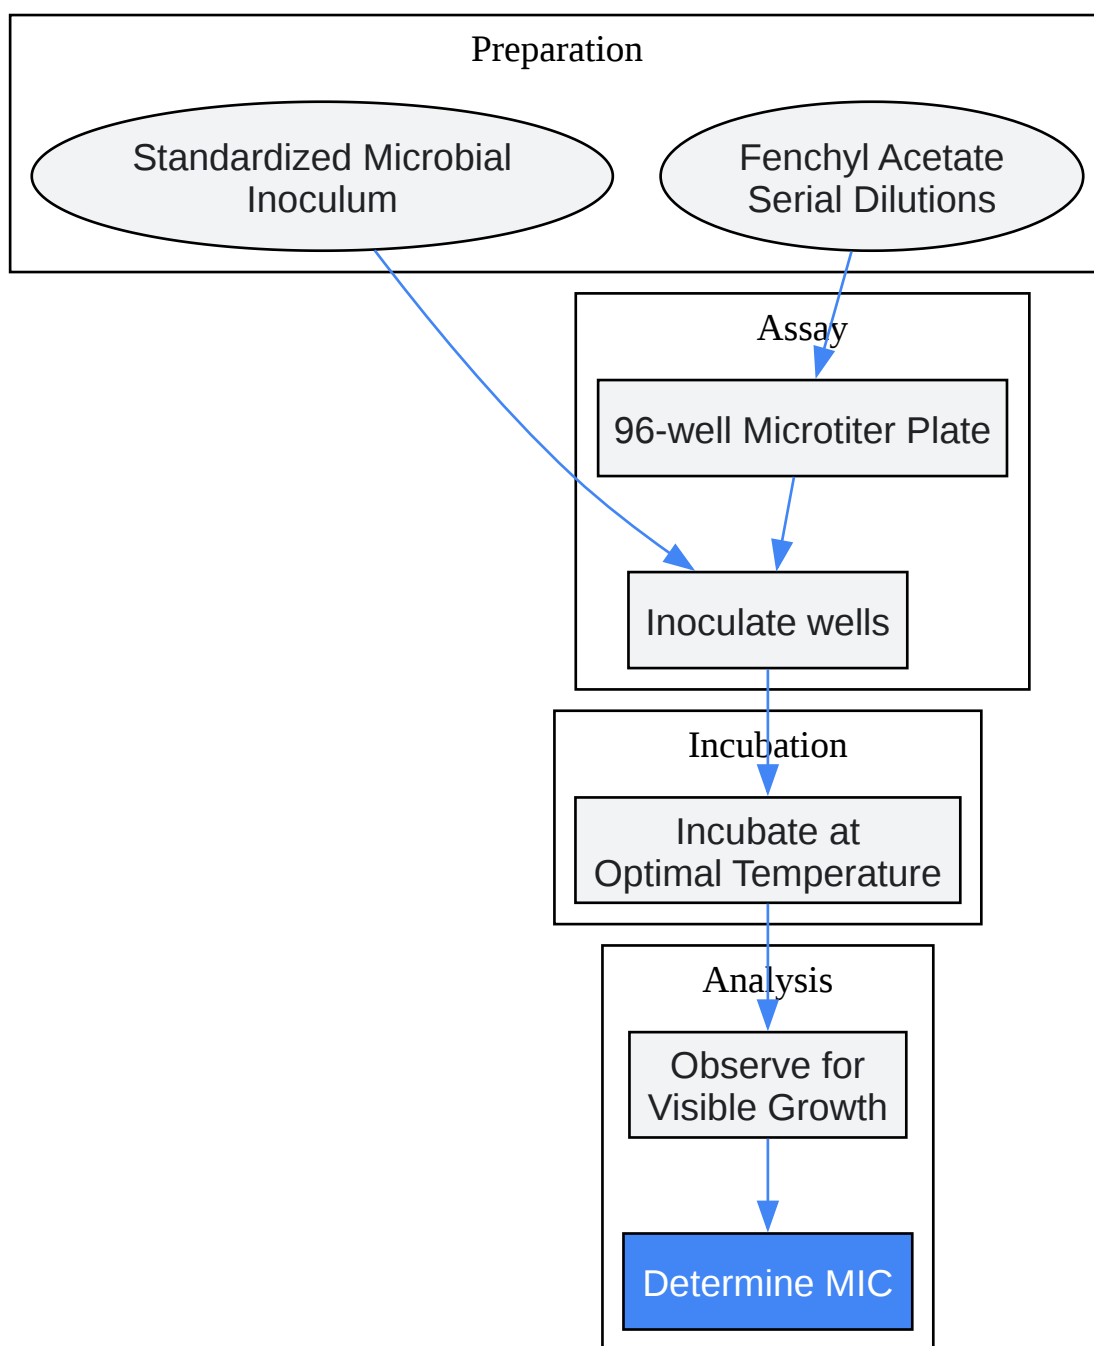 Preparation
Standardized Microbial
Inoculum
Fenchyl Acetate
Serial Dilutions
Assay
96-well Microtiter Plate
Inoculate wells
Incubation
Incubate at
Optimal Temperature
Analysis
Observe for
Visible Growth
Determine MIC